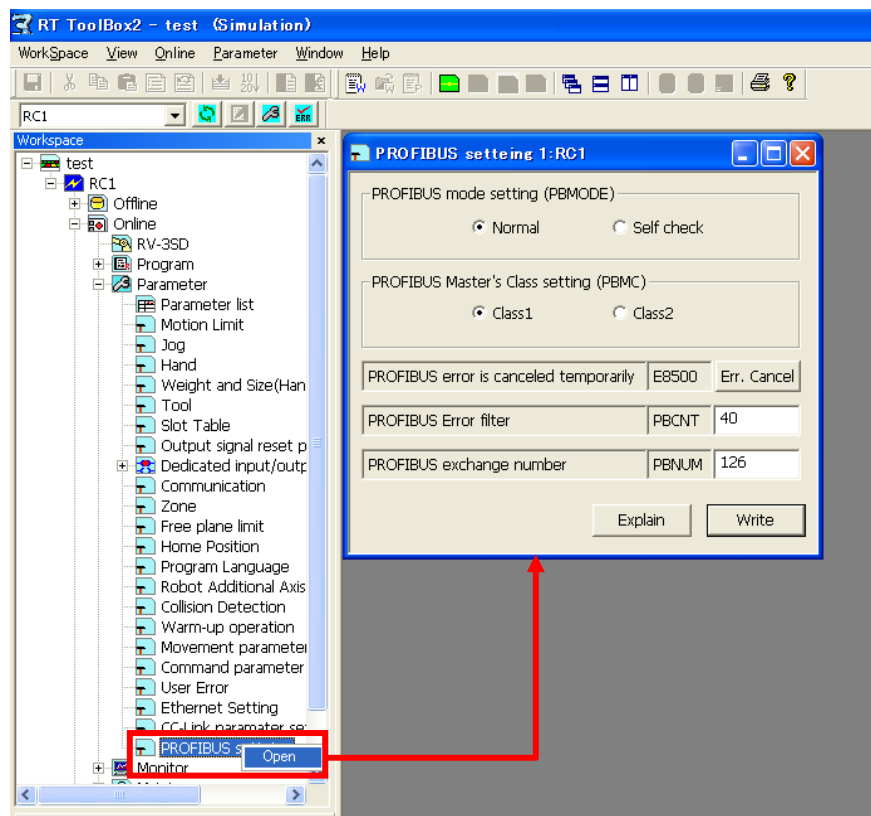 RT ToolBox2 - test (Simulation)
WorkSpace View Online Parameter Window Help
RC1
Workspace
test
RC1
Offline
Online
RV-3SD
Program
Parameter
Parameter list
Motion Limit
Jog
Hand
Weight and Size(Han
Tool
Slot Table
Output signal reset p
Dedicated input/outp
Communication
Zone
Free plane limit
Home Position
Program Language
Robot Additional Axis
Collision Detection
Warm-up operation
Movement parameter
Command parameter
User Error
Ethernet Setting
CC-Link paramater se
PROFIBUS s
Open
Monitor
PROFIBUS setteing 1:RC1
PROFIBUS mode setting (PBMODE)
Normal Self check
PROFIBUS Master's Class setting (PBMC)
Class1 Class2
PROFIBUS error is canceled temporarily E8500 Err. Cancel
PROFIBUS Error filter PBCNT 40
PROFIBUS exchange number PBNUM 126
Explain Write